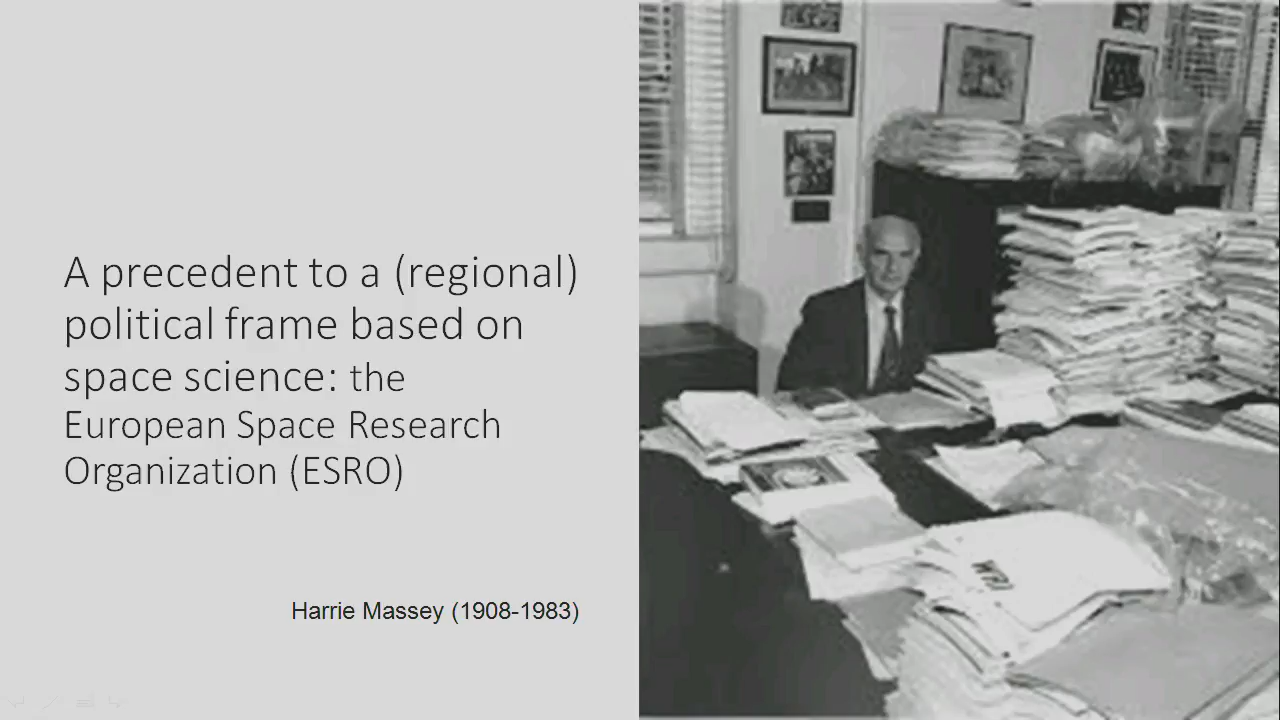 A precedent to a (regional)
political frame based on
space science: the
European Space Research
Organization (ESRO)
Harrie Massey (1908-1983)